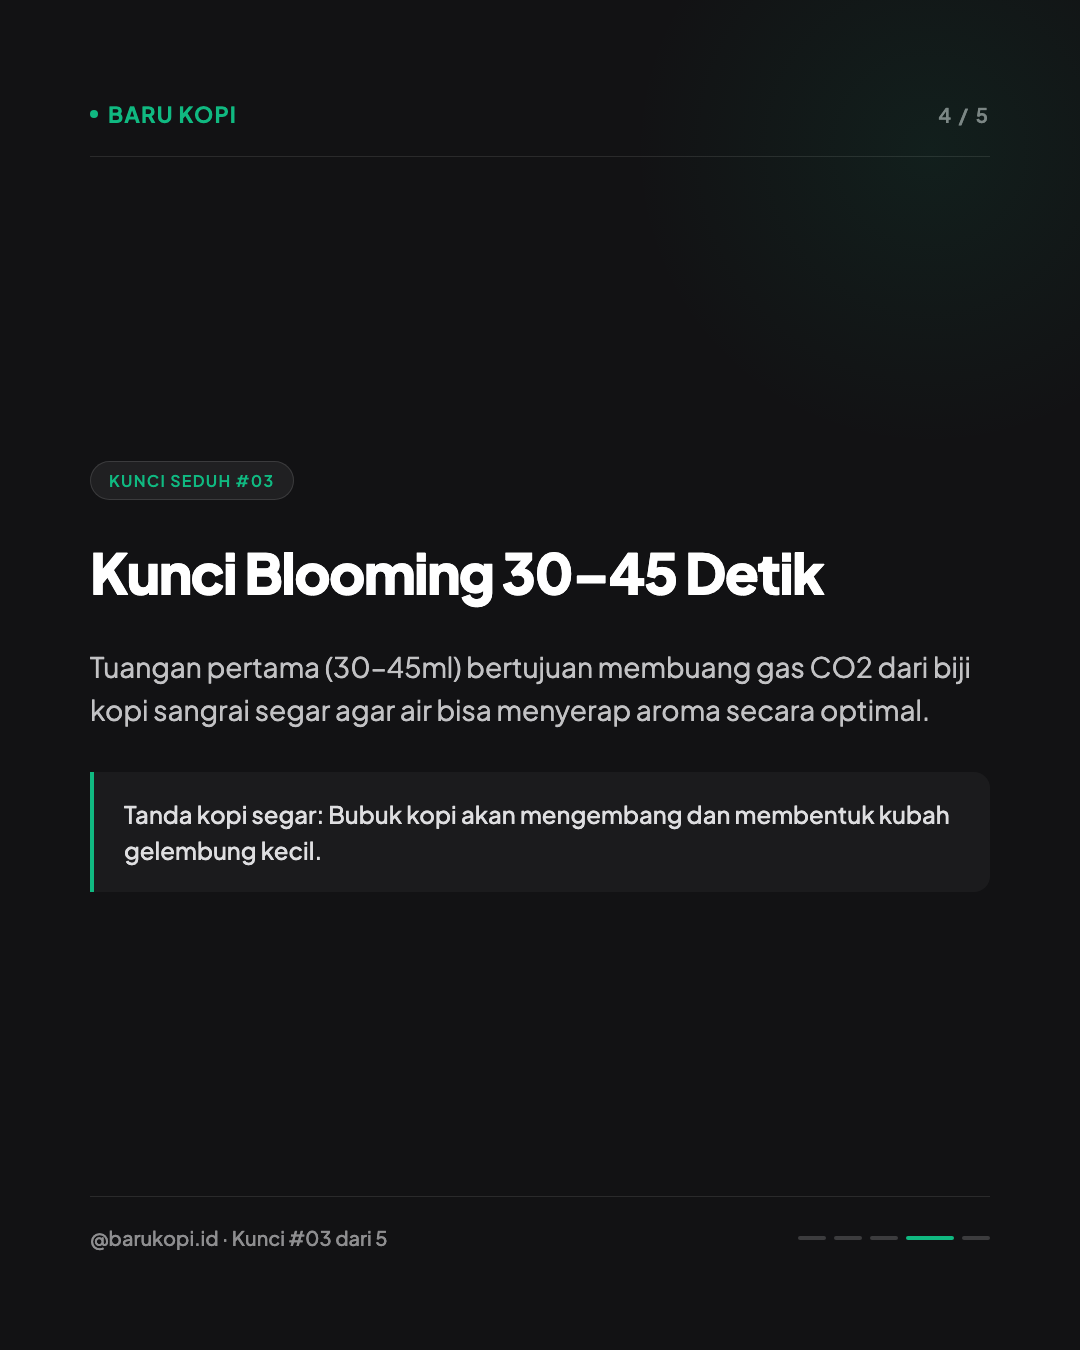 BARU KOPI
4 / 5
KUNCI SEDUH #03
Kunci Blooming 30–45 Detik
Tuangan pertama (30–45ml) bertujuan membuang gas CO2 dari biji
kopi sangrai segar agar air bisa menyerap aroma secara optimal.
Tanda kopi segar: Bubuk kopi akan mengembang dan membentuk kubah
gelembung kecil.
@barukopi.id · Kunci #03 dari 5